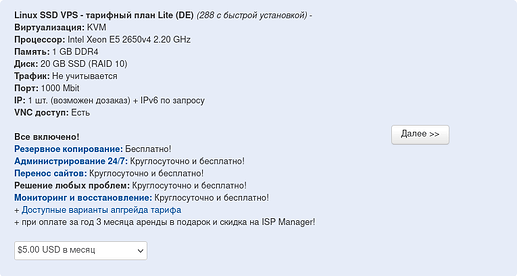 Linux SSD VPS - тарифный план Lite (DE) (288 с быстрой установкой) -
Виртуализация: KVM
Процессор: Intel Xeon E5 2650v4 2.20 GHz
Память: 1 GB DDR4
Диск: 20 GB SSD (RAID 10)
Трафик: Не учитывается
Порт: 1000 Mbit
IP: 1 шт. (возможен дозаказ) + IPv6 по запросу
VNC доступ: Есть
Все включено!
Далее >>
Резервное копирование: Бесплатно!
Администрирование 24/7: Круглосуточно и бесплатно!
Перенос сайтов: Круглосуточно и бесплатно!
Решение любых проблем: Круглосуточно и бесплатно!
Мониторинг и восстановление: Круглосуточно и бесплатно!
+ Доступные варианты апгрейда тарифа
+ при оплате за год 3 месяца аренды в подарок и скидка на ISP Manager!
$5.00 USD в месяц